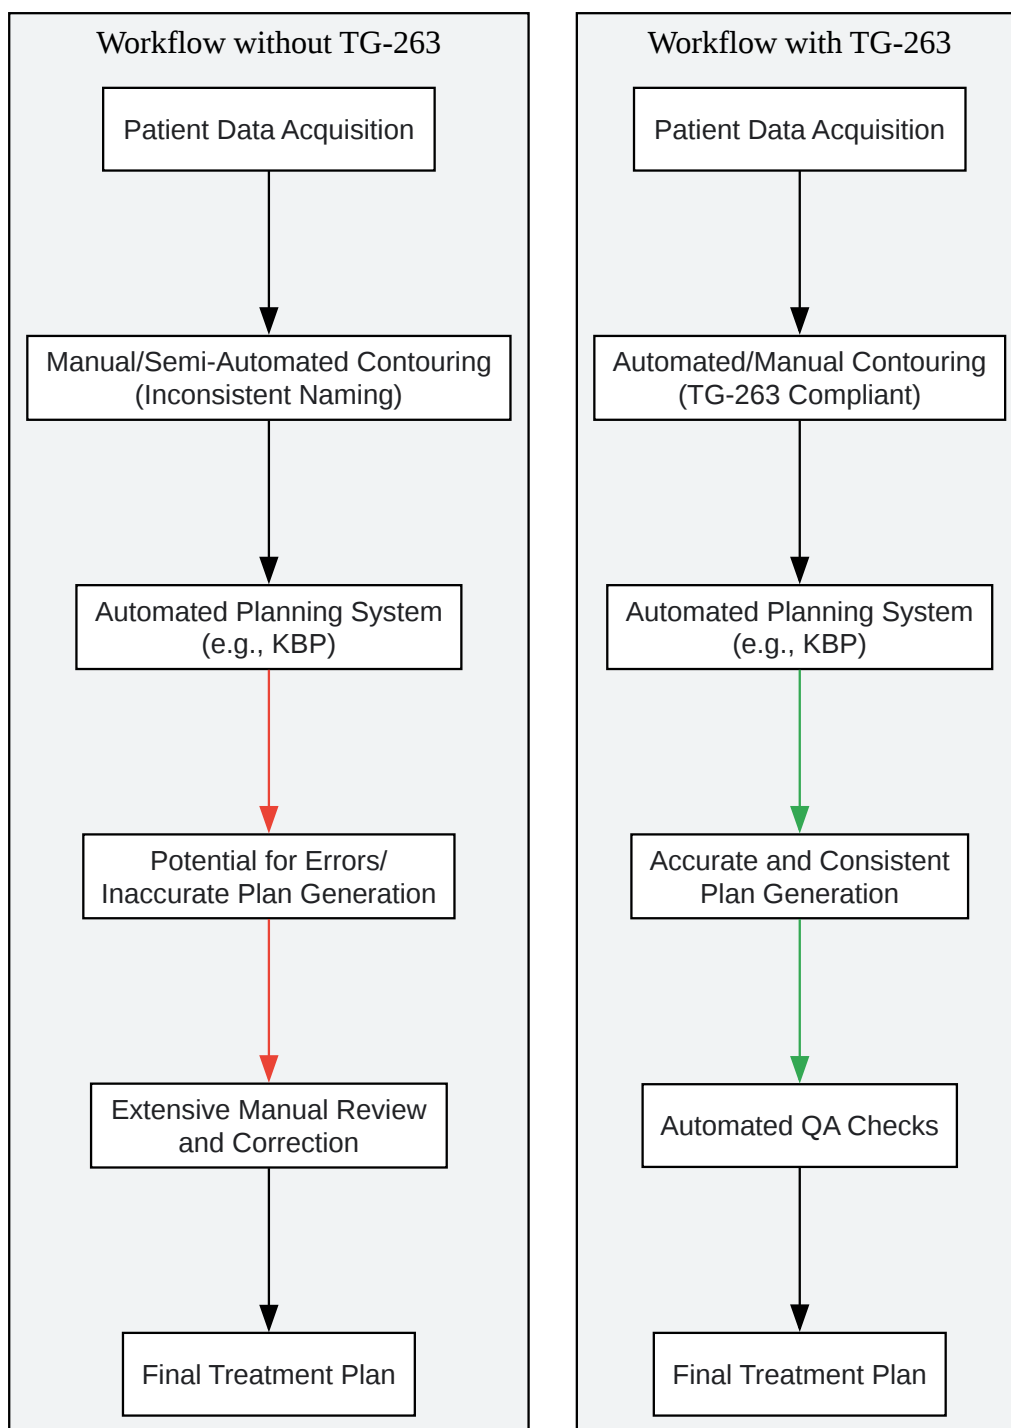 Workflow without TG-263
Patient Data Acquisition
Manual/Semi-Automated Contouring
(Inconsistent Naming)
Automated Planning System
(e.g., KBP)
Potential for Errors/
Inaccurate Plan Generation
Extensive Manual Review
and Correction
Final Treatment Plan
Workflow with TG-263
Patient Data Acquisition
Automated/Manual Contouring
(TG-263 Compliant)
Automated Planning System
(e.g., KBP)
Accurate and Consistent
Plan Generation
Automated QA Checks
Final Treatment Plan